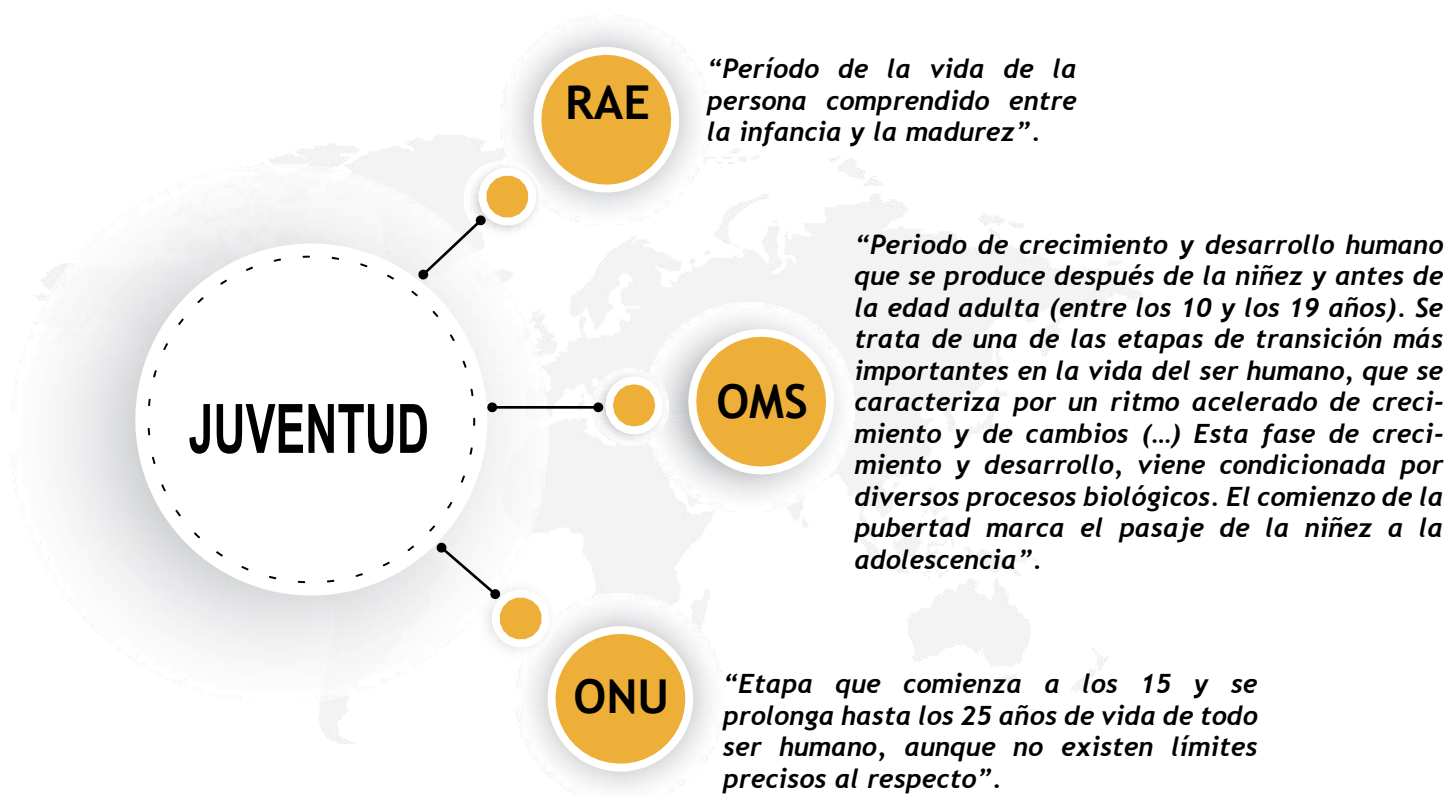 RAE
“Período de la vida de la
persona comprendido entre
la infancia y la madurez”.
JUVENTUD
OMS
“Periodo de crecimiento y desarrollo humano
que se produce después de la niñez y antes de
la edad adulta (entre los 10 y los 19 años). Se
trata de una de las etapas de transición más
importantes en la vida del ser humano, que se
caracteriza por un ritmo acelerado de creci-
miento y de cambios (…) Esta fase de creci-
miento y desarrollo, viene condicionada por
diversos procesos biológicos. El comienzo de la
pubertad marca el pasaje de la niñez a la
adolescencia”.
ONU
“Etapa que comienza a los 15 y se
prolonga hasta los 25 años de vida de todo
ser humano, aunque no existen límites
precisos al respecto”.